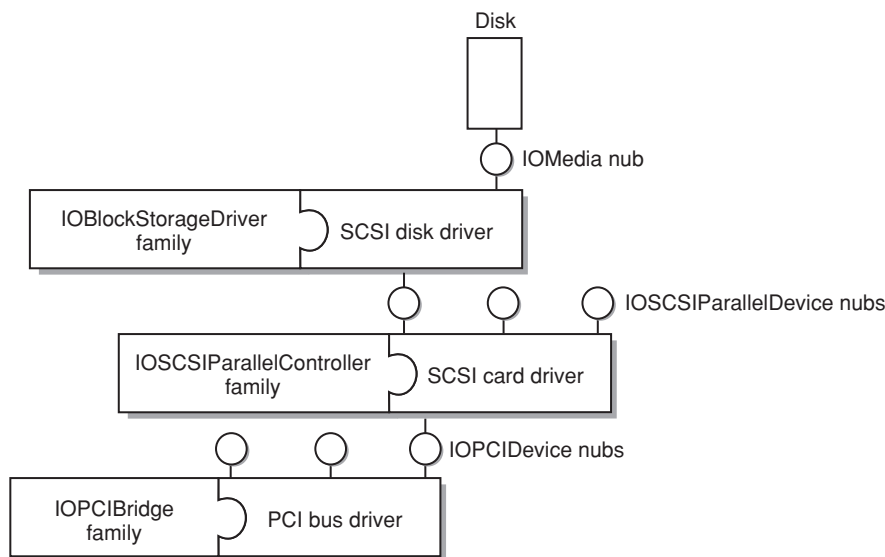 Disk
IOMedia nub
IOBlockStorageDriver
family
SCSI disk driver
IOSCSIParallelDevice nubs
IOSCSIParallelController
family
SCSI card driver
IOPCIDevice nubs
IOPCIBridge
family
PCI bus driver